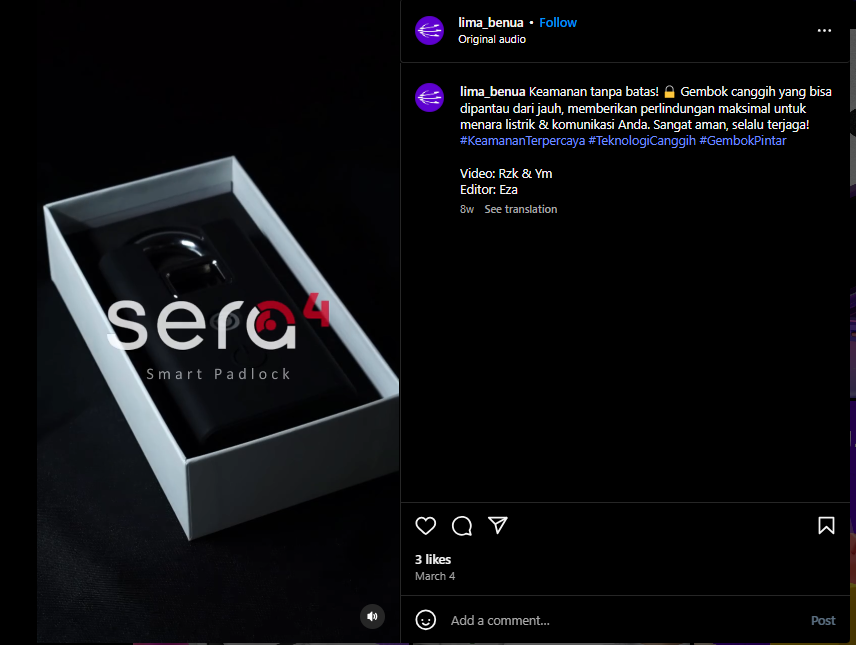 sera4
Smart Padlock
lima_benua • Follow
Original audio
lima_benua Keamanan tanpa batas! 🔒 Gembok canggih yang bisa
dipantau dari jauh, memberikan perlindungan maksimal untuk
menara listrik & komunikasi Anda. Sangat aman, selalu terjaga!
#KeamananTerpercaya #TeknologiCanggih #GembokPintar
Video: Rzk & Ym
Editor: Eza
8w See translation
3 likes
March 4
Add a comment...
Post